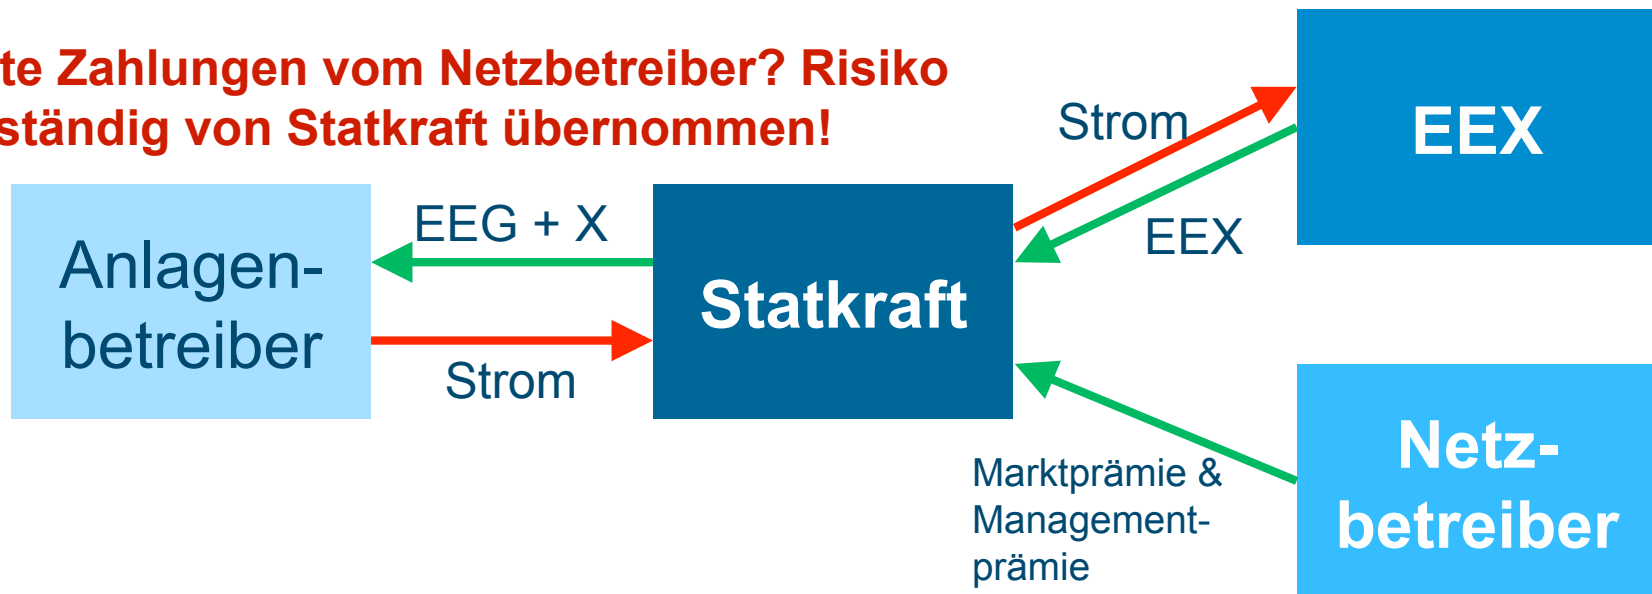 te Zahlungen vom Netzbetreiber? Risiko
ständig von Statkraft übernommen!
Strom
EEX
EEX
EEG + X
Anlagen-
betreiber
Strom
Statkraft
Marktprämie &
Management-
prämie
Netz-
betreiber